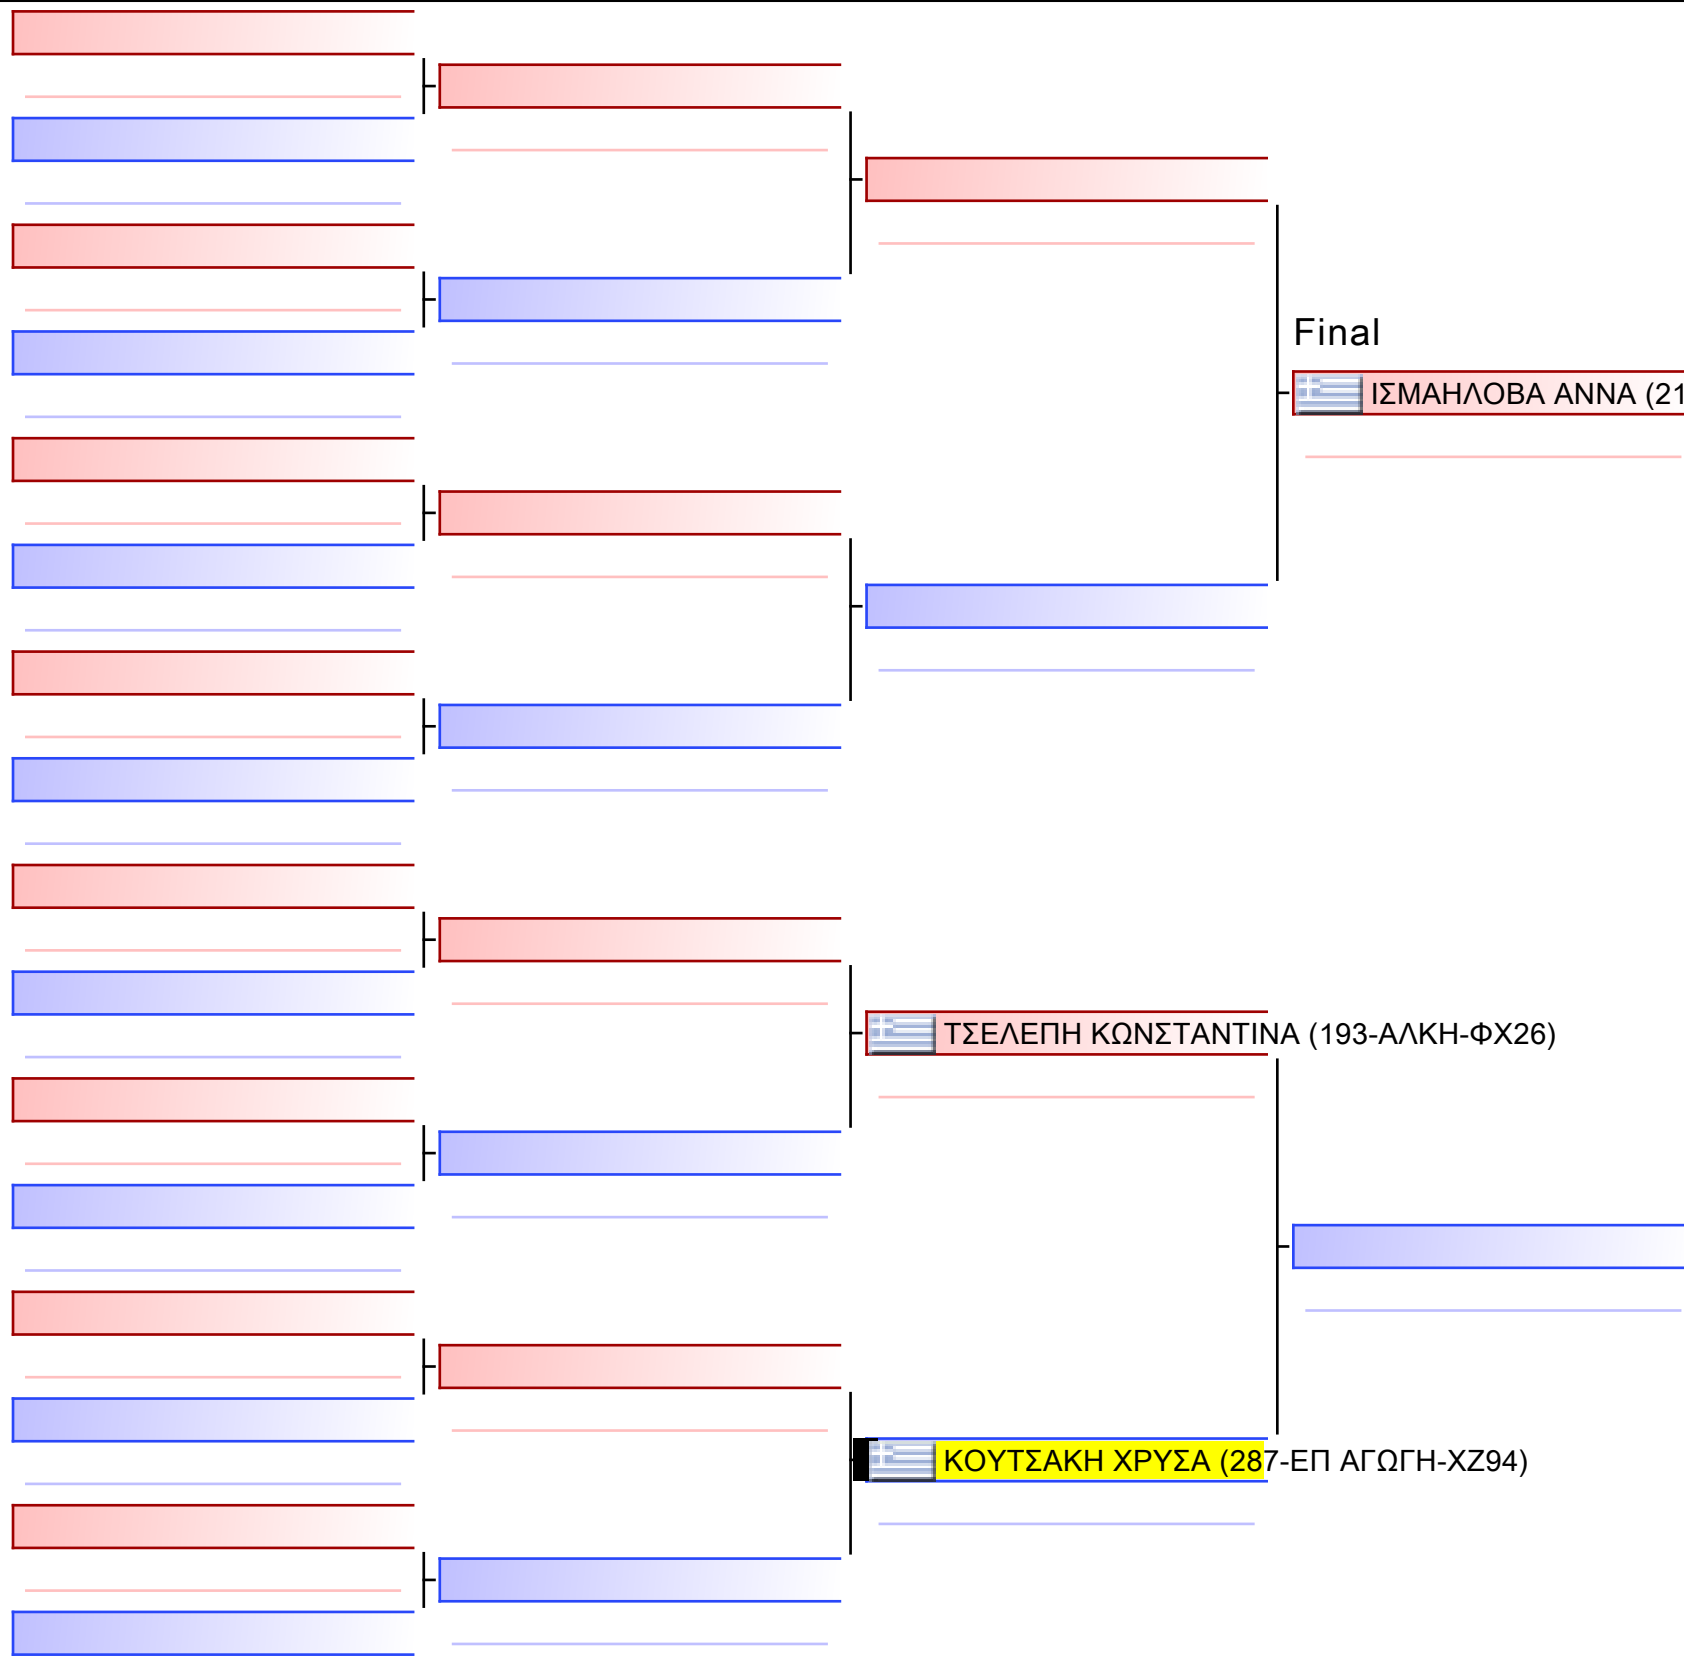 Final
ΙΣΜΑΗΛΟΒΑ ΑΝΝΑ (21
ΤΣΕΛΕΠΗ ΚΩΝΣΤΑΝΤΙΝΑ (193-ΑΛΚΗ-ΦΧ26)
ΚΟΥΤΣΑΚΗ ΧΡΥΣΑ (287-ΕΠ ΑΓΩΓΗ-ΧΖ94)